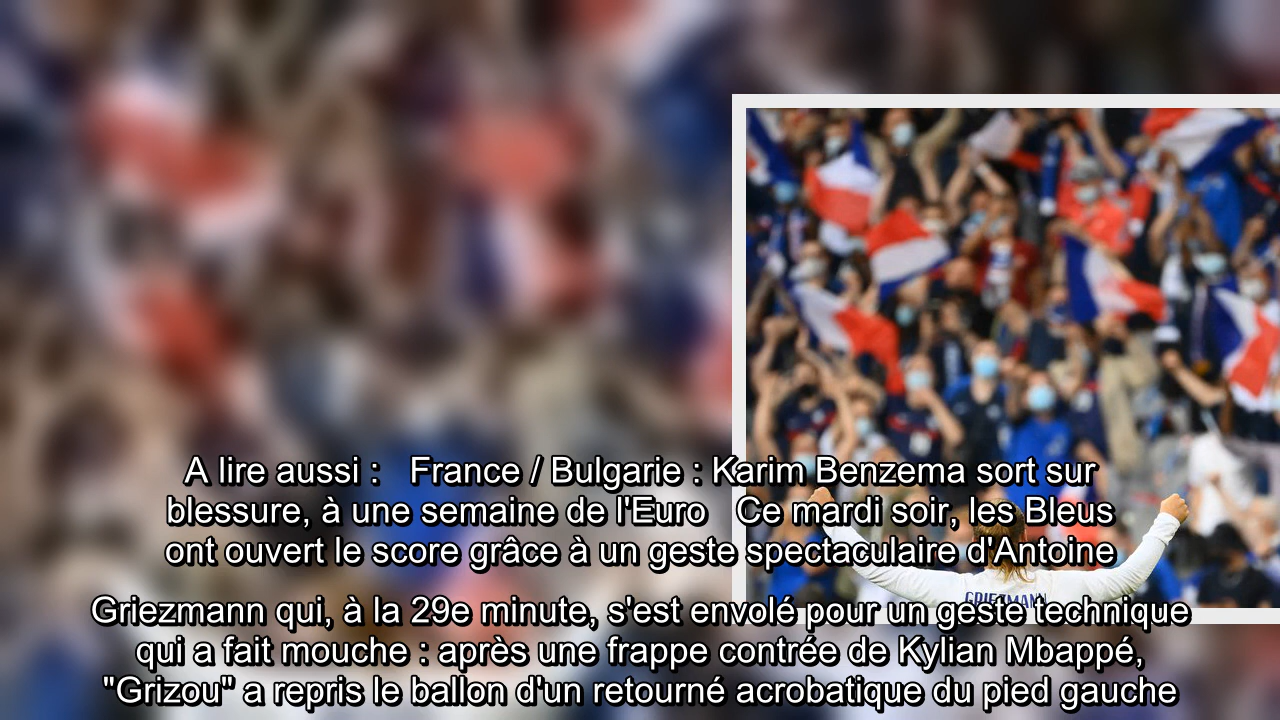 A lire aussi :   France / Bulgarie : Karim Benzema sort sur
blessure, à une semaine de l'Euro   Ce mardi soir, les Bleus
ont ouvert le score grâce à un geste spectaculaire d'Antoine
GRIEZMANN
Griezmann qui, à la 29e minute, s'est envolé pour un geste technique
qui a fait mouche : après une frappe contrée de Kylian Mbappé,
"Grizou" a repris le ballon d'un retourné acrobatique du pied gauche